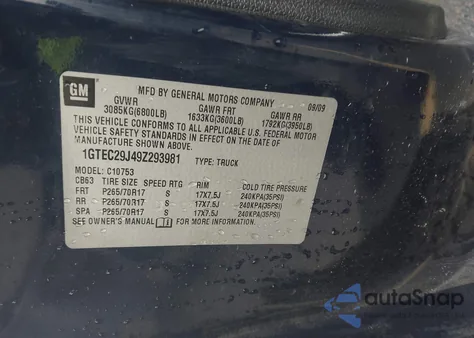 GM
MFD BY GENERAL MOTORS COMPANY
08/09
GVWR GAWR FRT GAWR RR
3085KG(6800LB) 1633KG(3600LB) 1792KG(3950LB)
THIS VEHICLE CONFORMS TO ALL APPLICABLE U.S. FEDERAL
MOTOR VEHICLE SAFETY STANDARDS IN EFFECT ON THE DATE OF
MANUFACTURE SHOWN ABOVE.
1GTEC29J49Z293981 TYPE: TRUCK
MODEL: C10753
CB63 TIRE SIZE SPEED RTG RIM COLD TIRE PRESSURE
FRT P265/70R17 S 17X7.5J 240KPA(35PSI)
RR P265/70R17 S 17X7.5J 240KPA(35PSI)
SPA P265/70R17 S 17X7.5J 240KPA(35PSI)
SEE OWNER'S MANUAL FOR MORE INFORMATION.
autoSnap